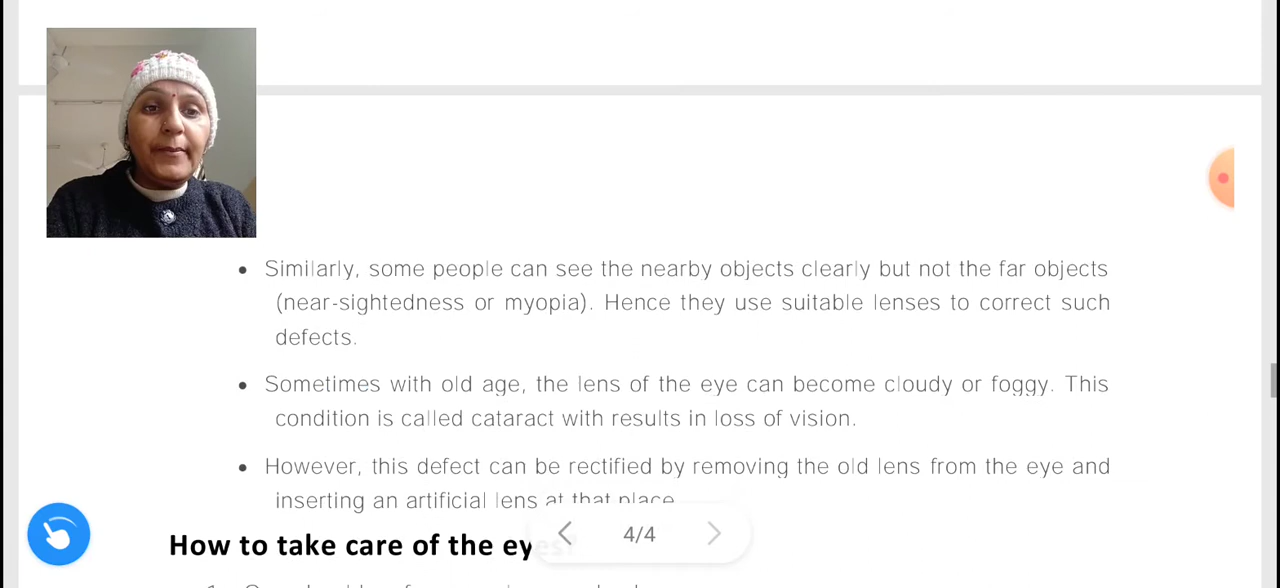 • Similarly, some people can see the nearby objects clearly but not the far objects
(near-sightedness or myopia). Hence they use suitable lenses to correct such
defects.
• Sometimes with old age, the lens of the eye can become cloudy or foggy. This
condition is called cataract with results in loss of vision.
• However, this defect can be rectified by removing the old lens from the eye and
inserting an artificial lens at that place
How to take care of the eyes?
4/4